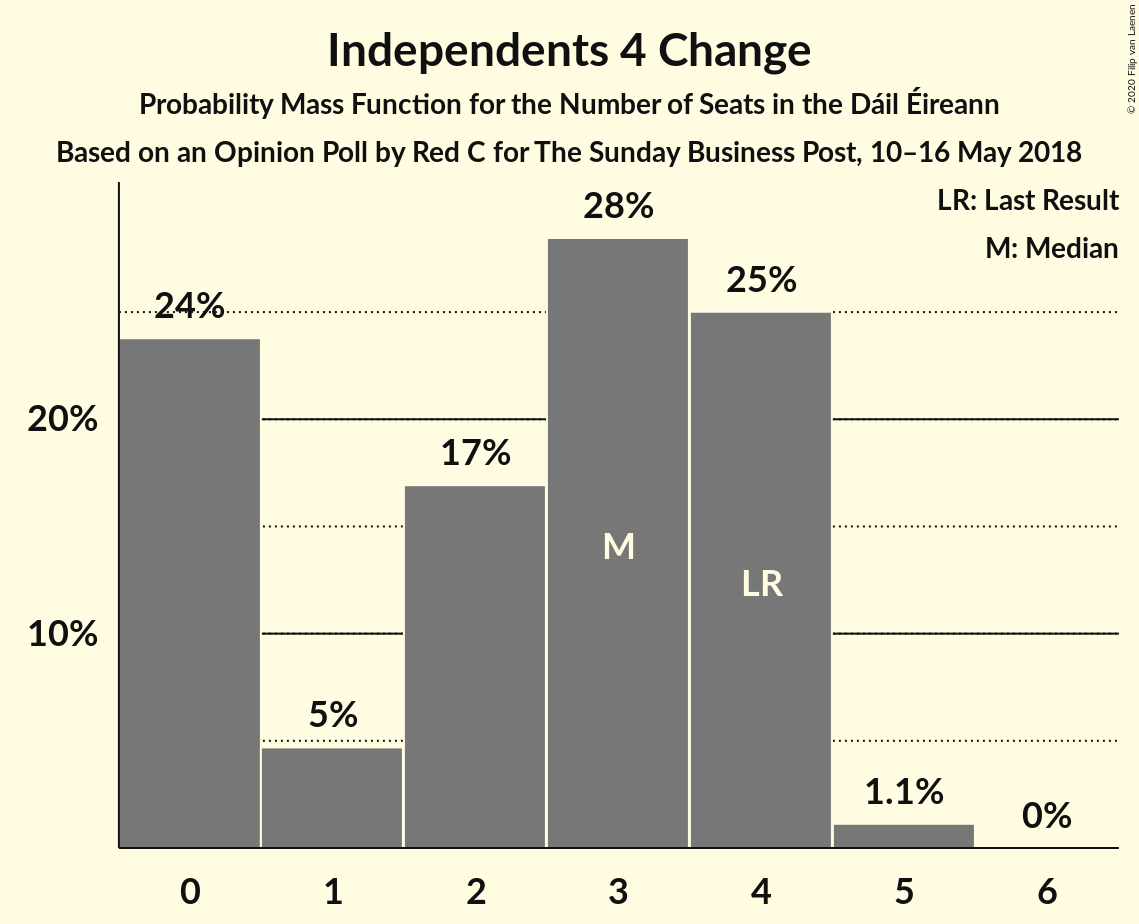 Independents 4 Change
Probability Mass Function for the Number of Seats in the Dáil Éireann
Based on an Opinion Poll by Red C for The Sunday Business Post, 10–16 May 2018
© 2020 Filip van Laenen
LR: Last Result
M: Median
28%
25%
24%
20%
17%
M
LR
10%
5%
1.1%
0%
0 1 2 3 4 5 6